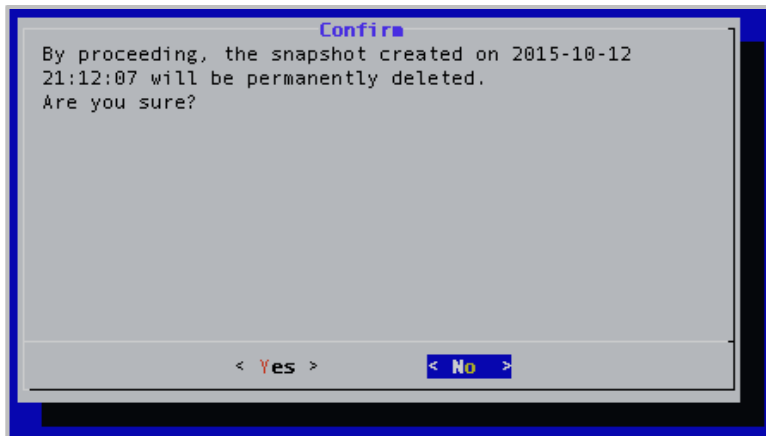 Confirm
By proceeding, the snapshot created on 2015-10-12
21:12:07 will be permanently deleted.
Are you sure?
< Yes > < No >